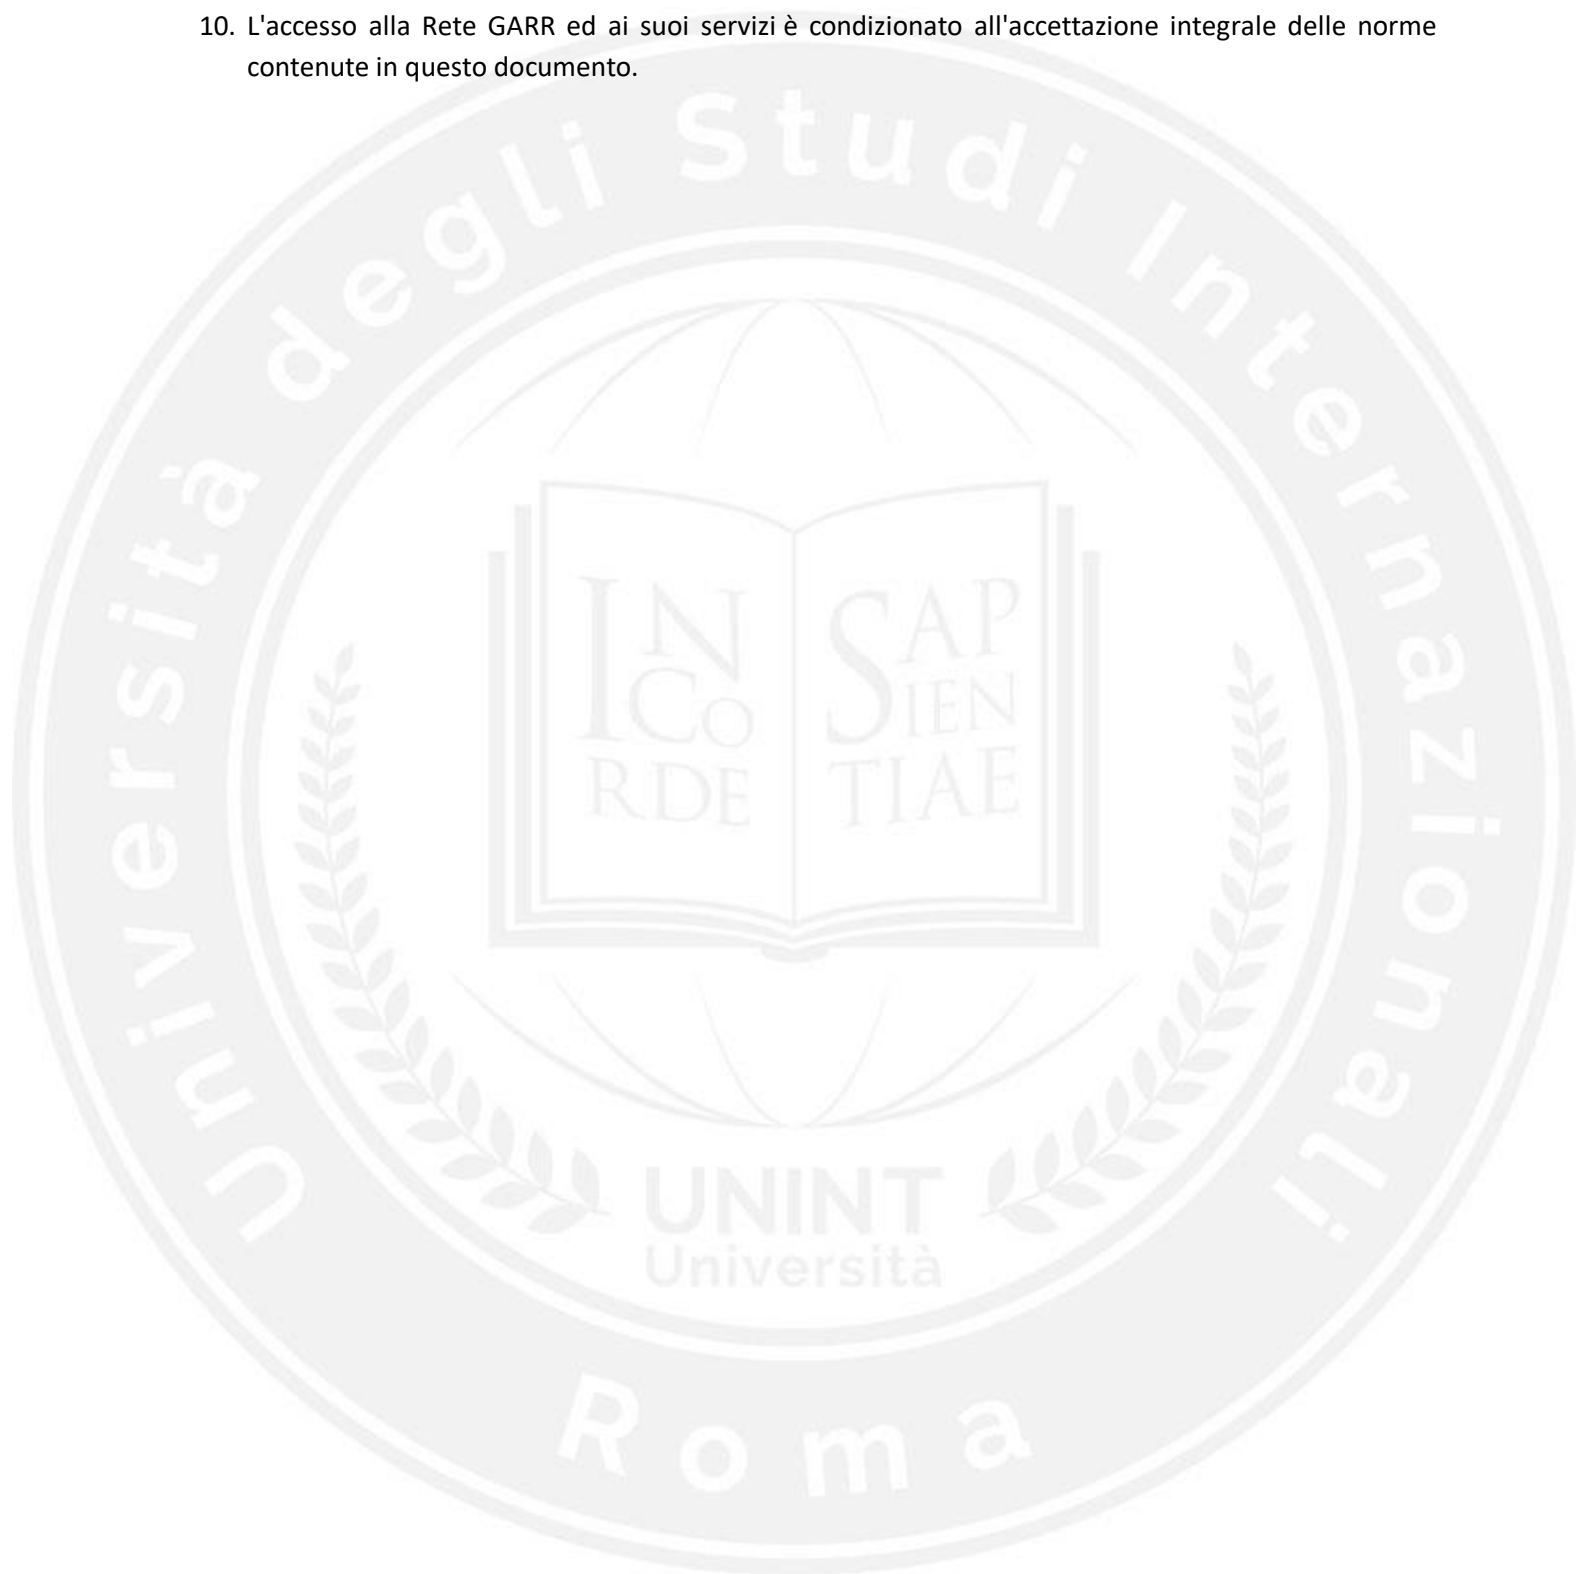 10. L'accesso alla Rete GARR ed ai suoi servizi è condizionato all'accettazione integrale delle norme
contenute in questo documento.
Università degli Studi Internazionali
IN
CO
RDE
SAP
IEN
TIAE
UNINT
Università
Roma